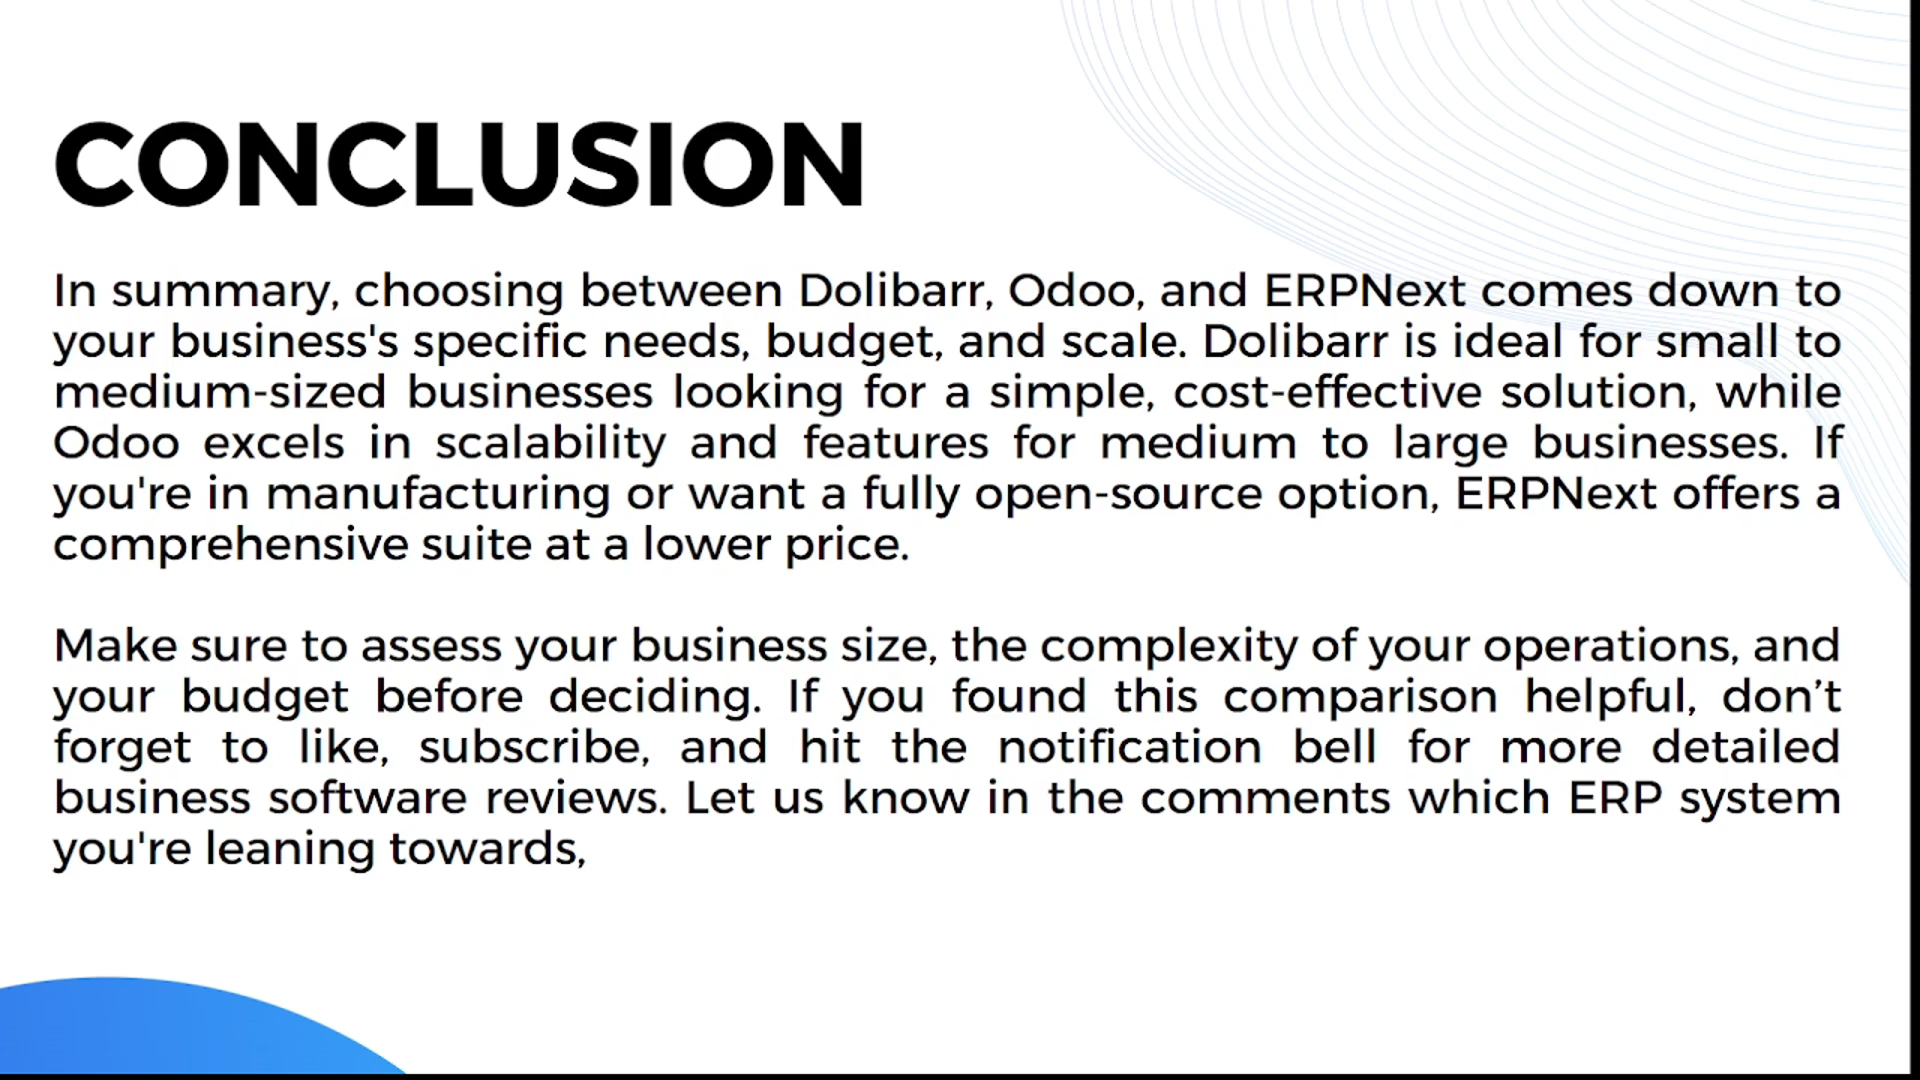 CONCLUSION
In summary, choosing between Dolibarr, Odoo, and ERPNext comes down to
your business's specific needs, budget, and scale. Dolibarr is ideal for small to
medium-sized businesses looking for a simple, cost-effective solution, while
Odoo excels in scalability and features for medium to large businesses. If
you're in manufacturing or want a fully open-source option, ERPNext offers a
comprehensive suite at a lower price.
Make sure to assess your business size, the complexity of your operations, and
your budget before deciding. If you found this comparison helpful, don’t
forget to like, subscribe, and hit the notification bell for more detailed
business software reviews. Let us know in the comments which ERP system
you're leaning towards,